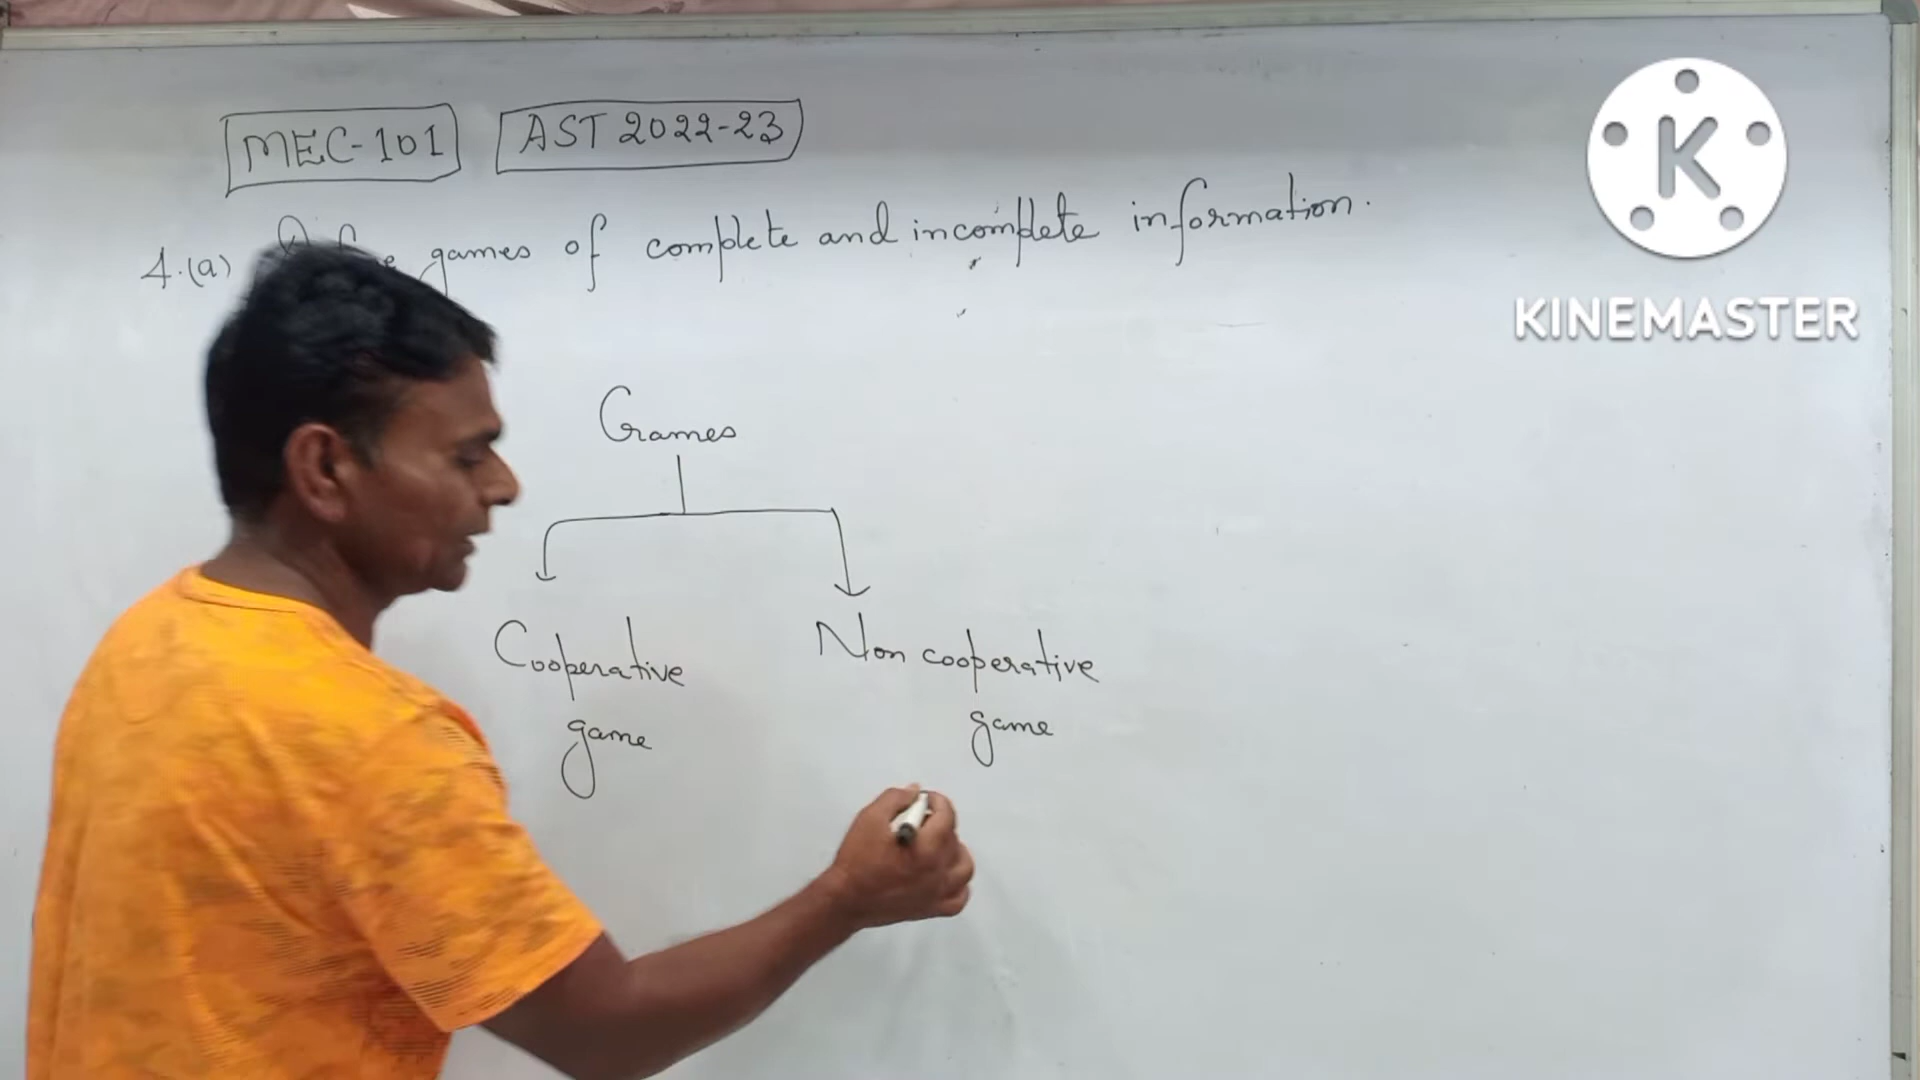 MEC-101 AST 2022-23
4.(a) games of complete and incomplete information.
K
KINEMASTER
Games
Cooperative Non cooperative
game game